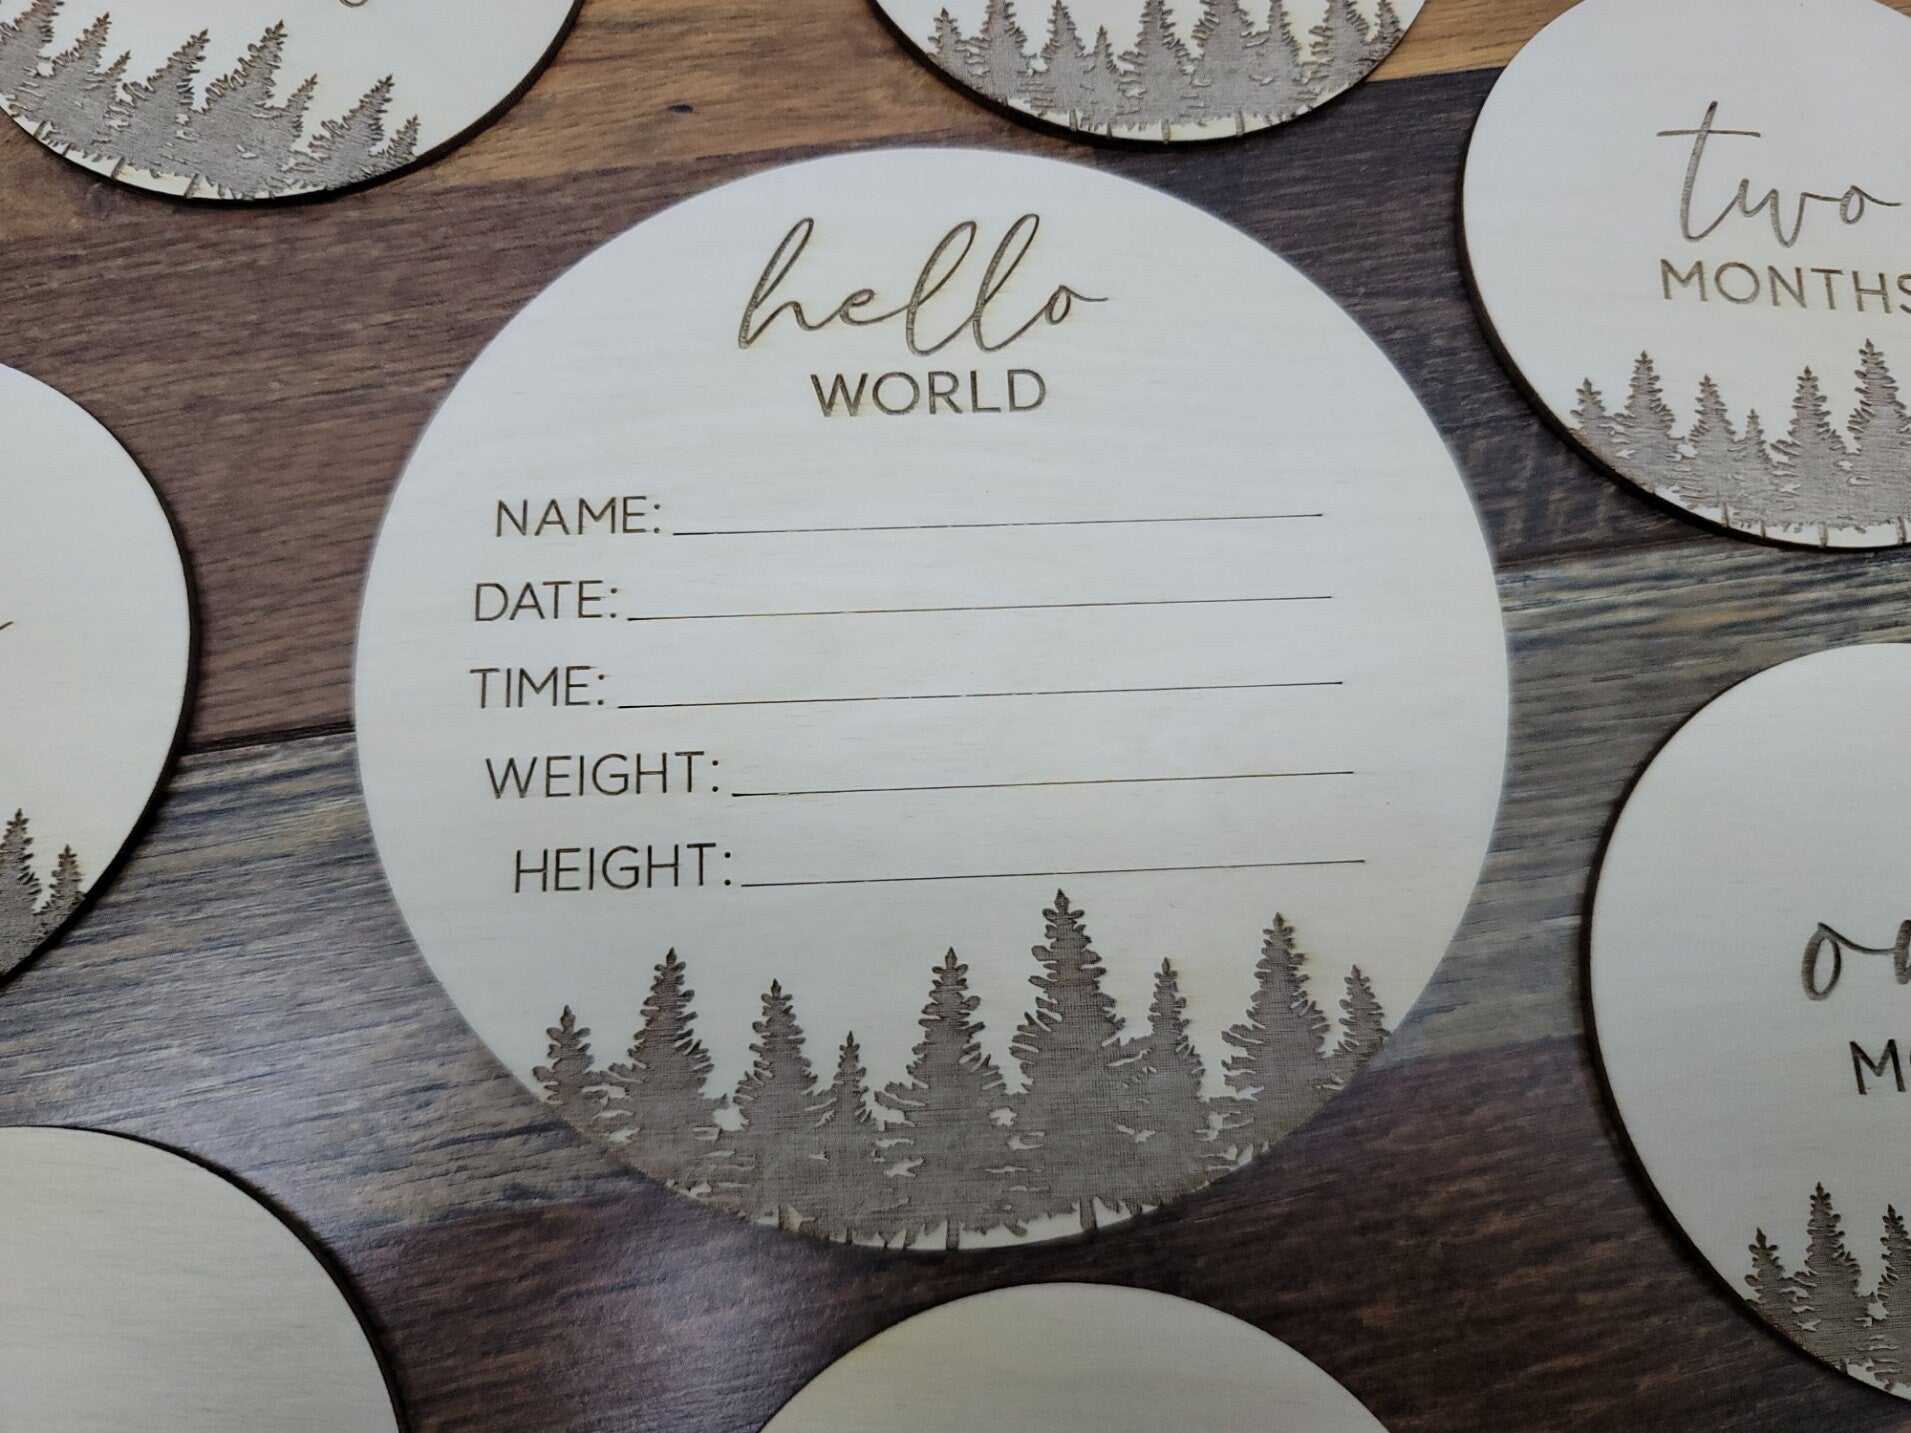 hello
WORLD
NAME:
DATE:
TIME:
WEIGHT:
HEIGHT:
two
MONTHS